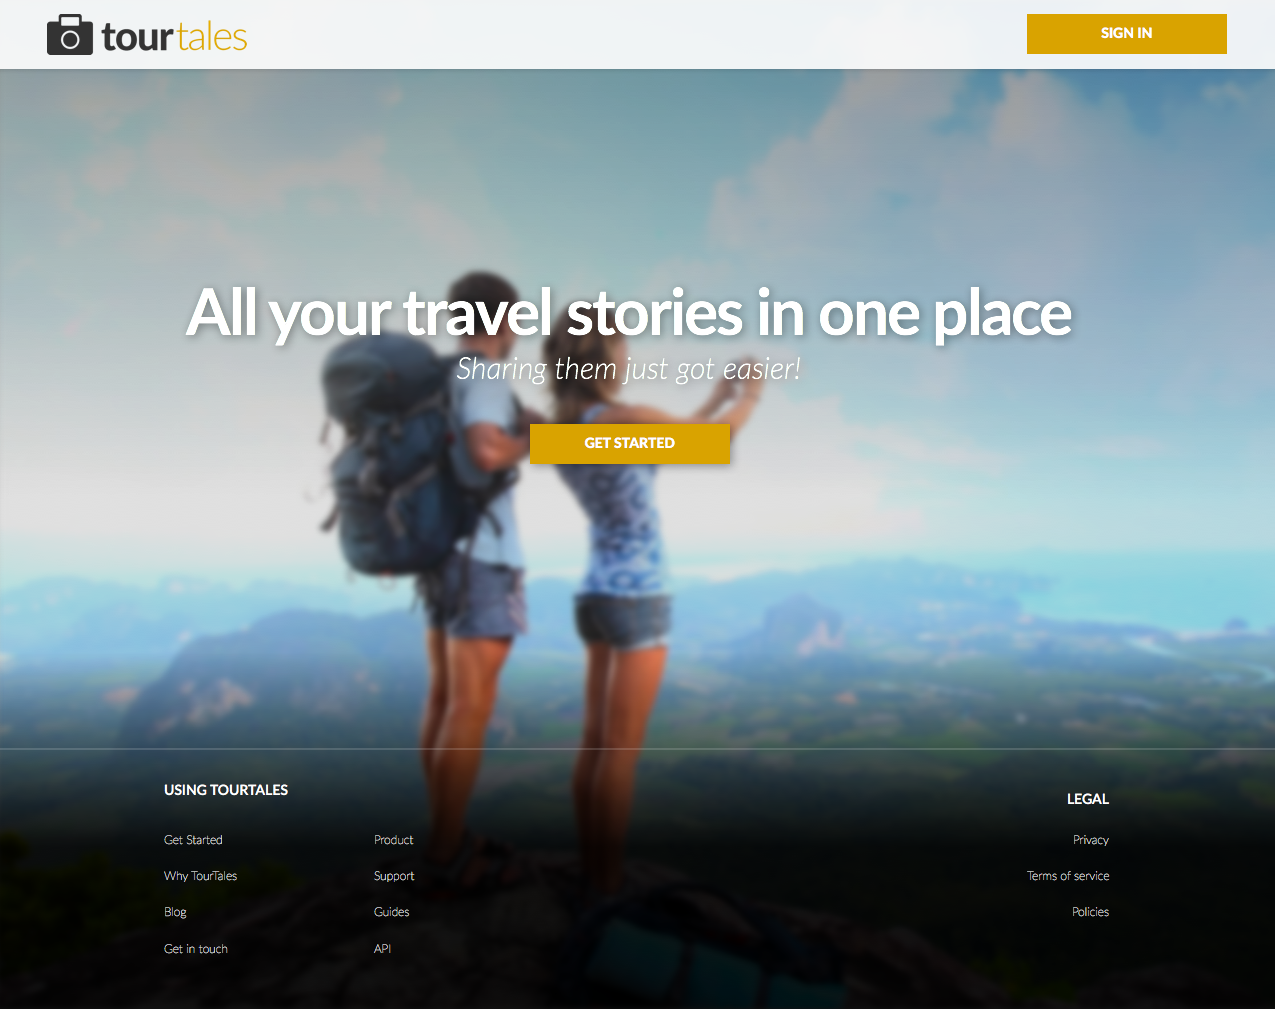 tourtales
SIGN IN
All your travel stories in one place
Sharing them just got easier!
GET STARTED
USING TOURTALES
Get Started
Why TourTales
Blog
Get in touch
Product
Support
Guides
API
LEGAL
Privacy
Terms of service
Policies